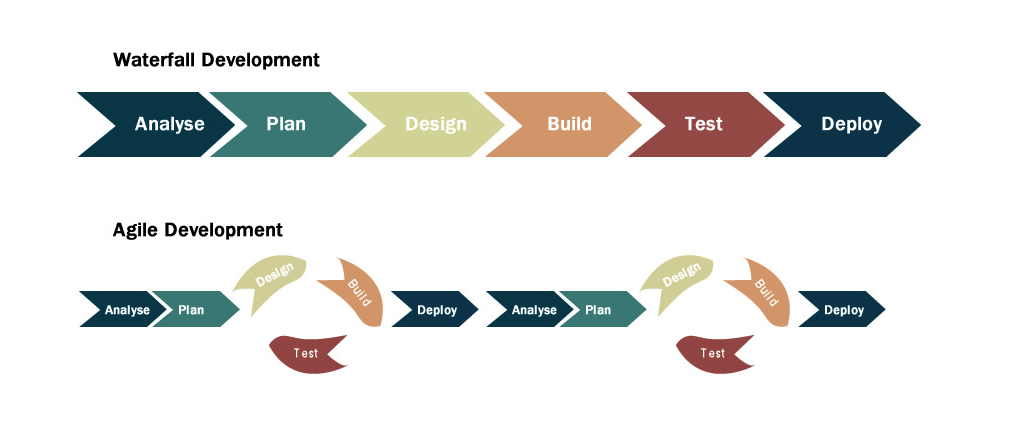 Waterfall Development
Analyse Plan Design Build Test Deploy
Agile Development
Design Build Design Build
Analyse Plan Deploy Analyse Plan Deploy
Test Test